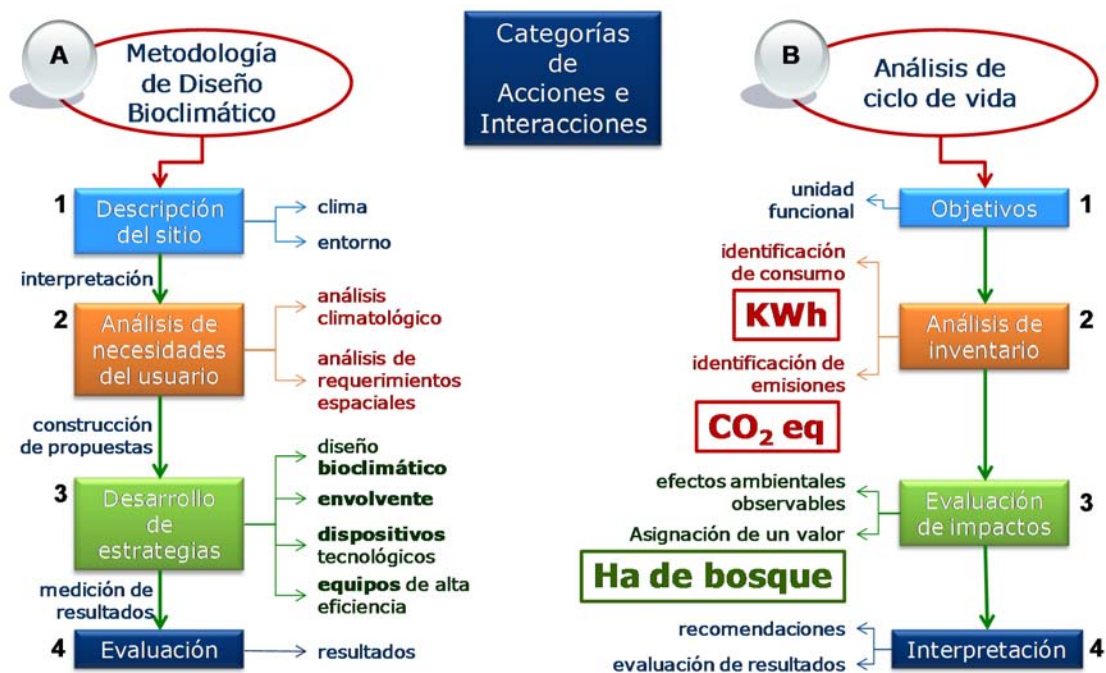 A
Metodología
de Diseño
Bioclimático
Categorías
de
Acciones e
Interacciones
B
Análisis de
ciclo de vida
1
Descripción
del sitio
clima
entorno
interpretación
2
Análisis de
necesidades
del usuario
análisis
climatológico
análisis de
requerimientos
espaciales
construcción
de propuestas
3
Desarrollo
de
estrategias
diseño
bioclimático
envolvente
dispositivos
tecnológicos
equipos de alta
eficiencia
medición de
resultados
4
Evaluación
resultados
unidad
funcional
Objetivos
1
identificación
de consumo
KWh
Análisis de
inventario
2
identificación de
emisiones
CO₂ eq
efectos ambientales
observables
Asignación de un valor
Evaluación
de impactos
3
Ha de bosque
recomendaciones
evaluación de resultados
Interpretación
4